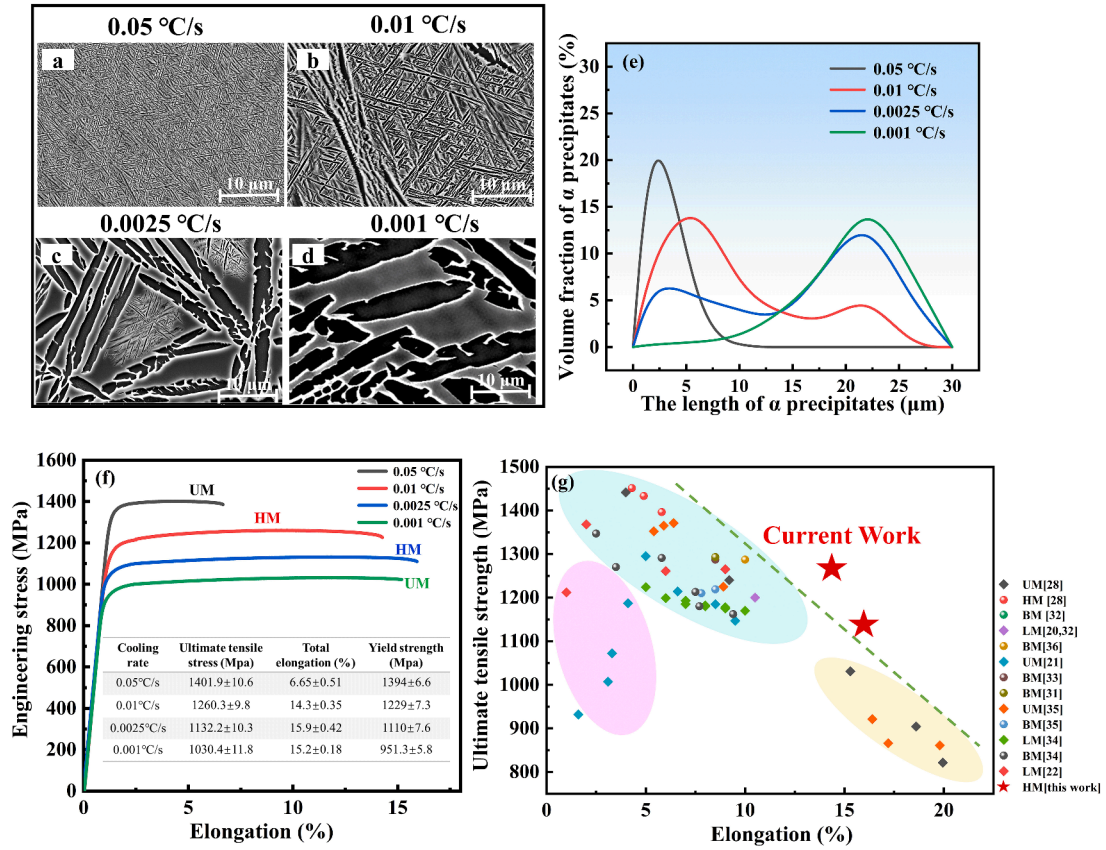 0.05 ℃/s
0.01 ℃/s
a
10 μm
b
10 μm
0.0025 ℃/s
0.001 ℃/s
c
10 μm
d
10 μm
(e)
0.05 ℃/s
0.01 ℃/s
0.0025 ℃/s
0.001 ℃/s
Volume fraction of α precipitates (%)
30
25
20
15
10
5
0
0 5 10 15 20 25 30
The length of α precipitates (μm)
(f)
0.05 ℃/s
0.01 ℃/s
0.0025 ℃/s
0.001 ℃/s
UM
HM
HM
UM
Engineering stress (MPa)
1600
1400
1200
1000
800
600
400
200
0
Cooling rate Ultimate tensile stress (Mpa) Total elongation (%) Yield strength (Mpa)
0.05℃/s 1401.9±10.6 6.65±0.51 1394±6.6
0.01℃/s 1260.3±9.8 14.3±0.35 1229±7.3
0.0025℃/s 1132.2±10.3 15.9±0.42 1110±7.6
0.001℃/s 1030.4±11.8 15.2±0.18 951.3±5.8
0 5 10 15
Elongation (%)
(g)
Current Work
Ultimate tensile strength (MPa)
1500
1400
1300
1200
1100
1000
900
800
0 5 10 15 20
Elongation (%)
UM[28]
HM [28]
BM [32]
LM[20,32]
BM[36]
UM[21]
BM[33]
BM[31]
UM[35]
BM[35]
LM[34]
BM[34]
LM[22]
HM[this work]